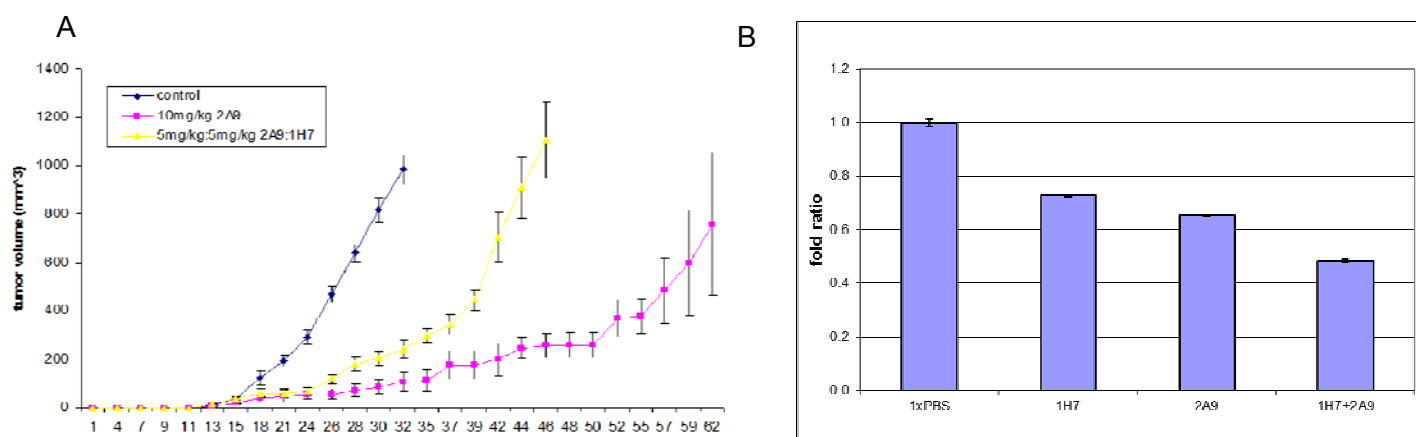 A
1400
1200
1000
800
600
400
200
0
tumor volume (mm^3)
control
10mg/kg 2A9
5mg/kg:5mg/kg 2A9:1H7
1 4 7 9 11 13 15 18 21 24 26 28 30 32 35 37 39 42 44 46 48 50 52 55 57 59 62
B
1.2
1.0
0.8
0.6
0.4
0.2
0.0
fold ratio
1xPBS 1H7 2A9 1H7+2A9